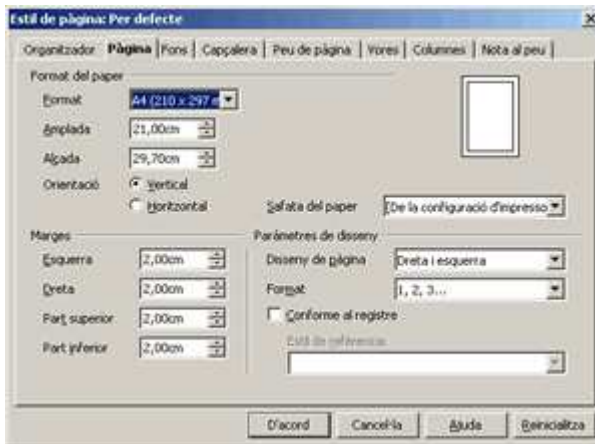 Estil de pàgina: Per defecte
Organitzador Pàgina Fons Capçalera Peu de pàgina Vores Columnes Nota al peu
Format del paper
Format A4 (210 x 297 m
Amplada 21,00cm
Alçada 29,70cm
Orientació Vertical
Horitzontal
Safata del paper [De la configuració d'impresso
Marges
Esquerra 2,00cm
Dreta 2,00cm
Part superior 2,00cm
Part inferior 2,00cm
Paràmetres de disseny
Disseny de pàgina Dreta i esquerra
Format 1, 2, 3...
Conforme al registre
Estil de referència
D'acord Cancel·la Ajuda Reinicialitza